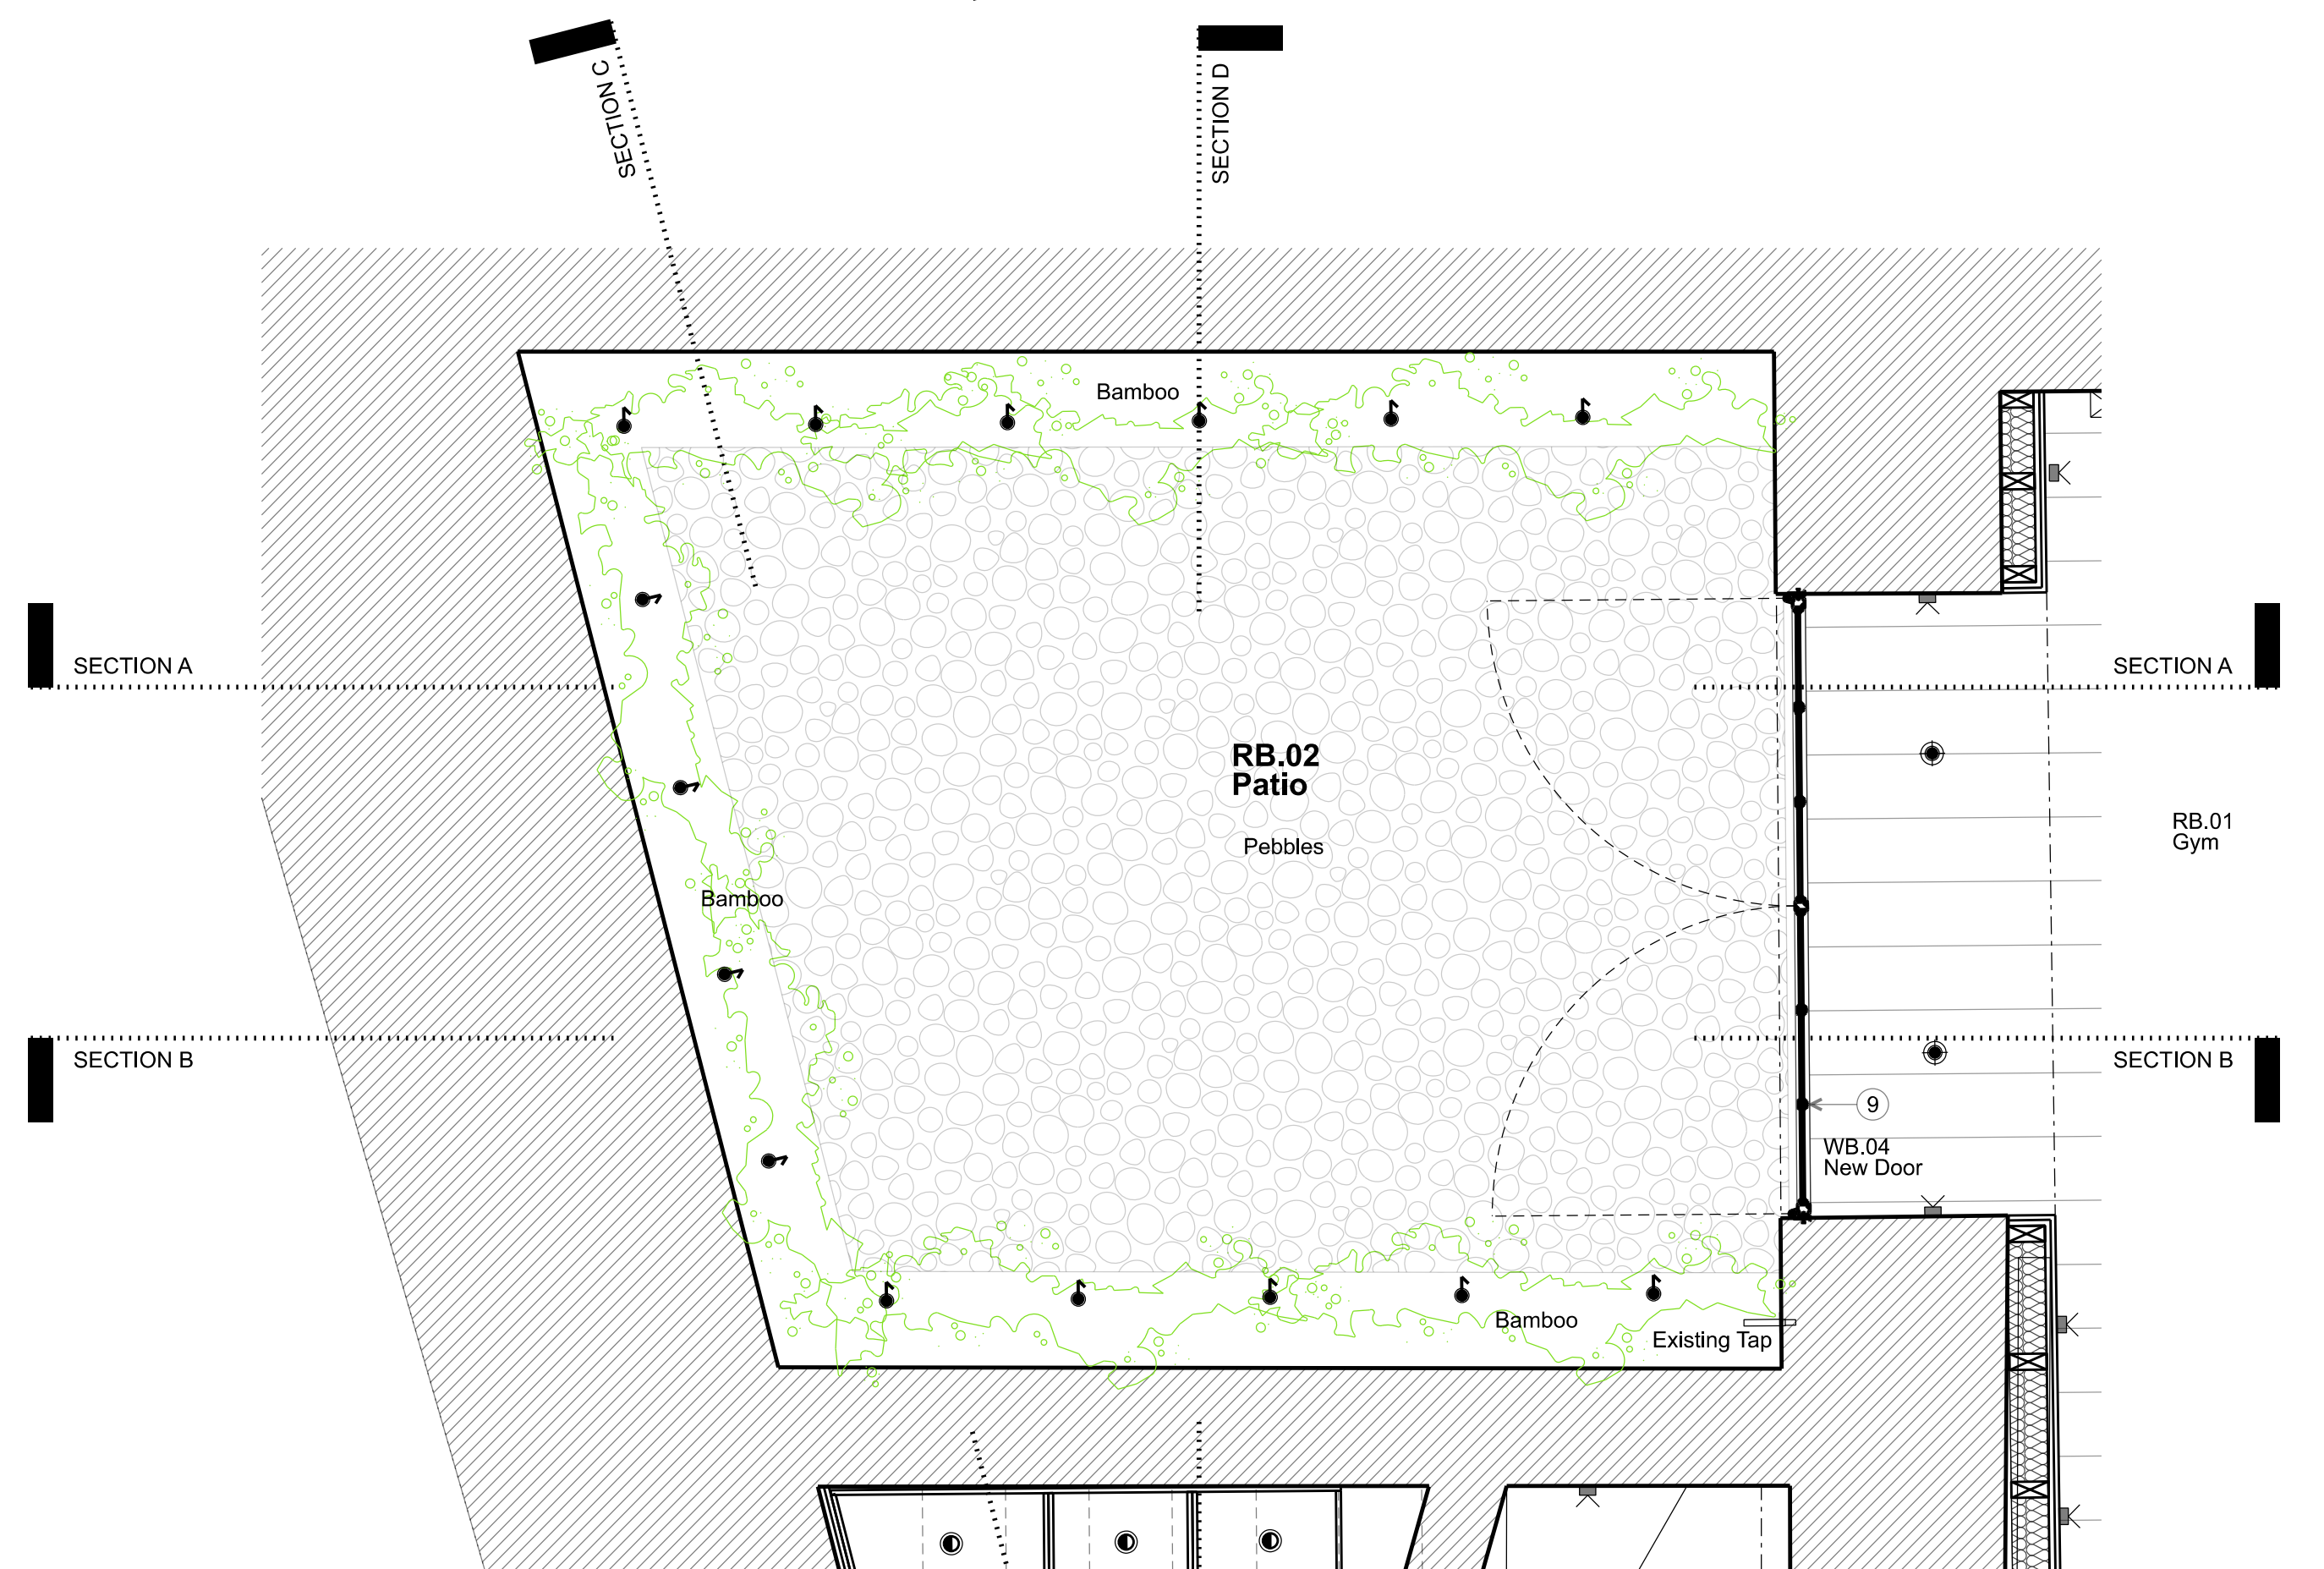 SECTION C
SECTION D
Bamboo
SECTION A
SECTION A
RB.02
Patio
Pebbles
RB.01
Gym
Bamboo
SECTION B
SECTION B
9
WB.04
New Door
Bamboo
Existing Tap